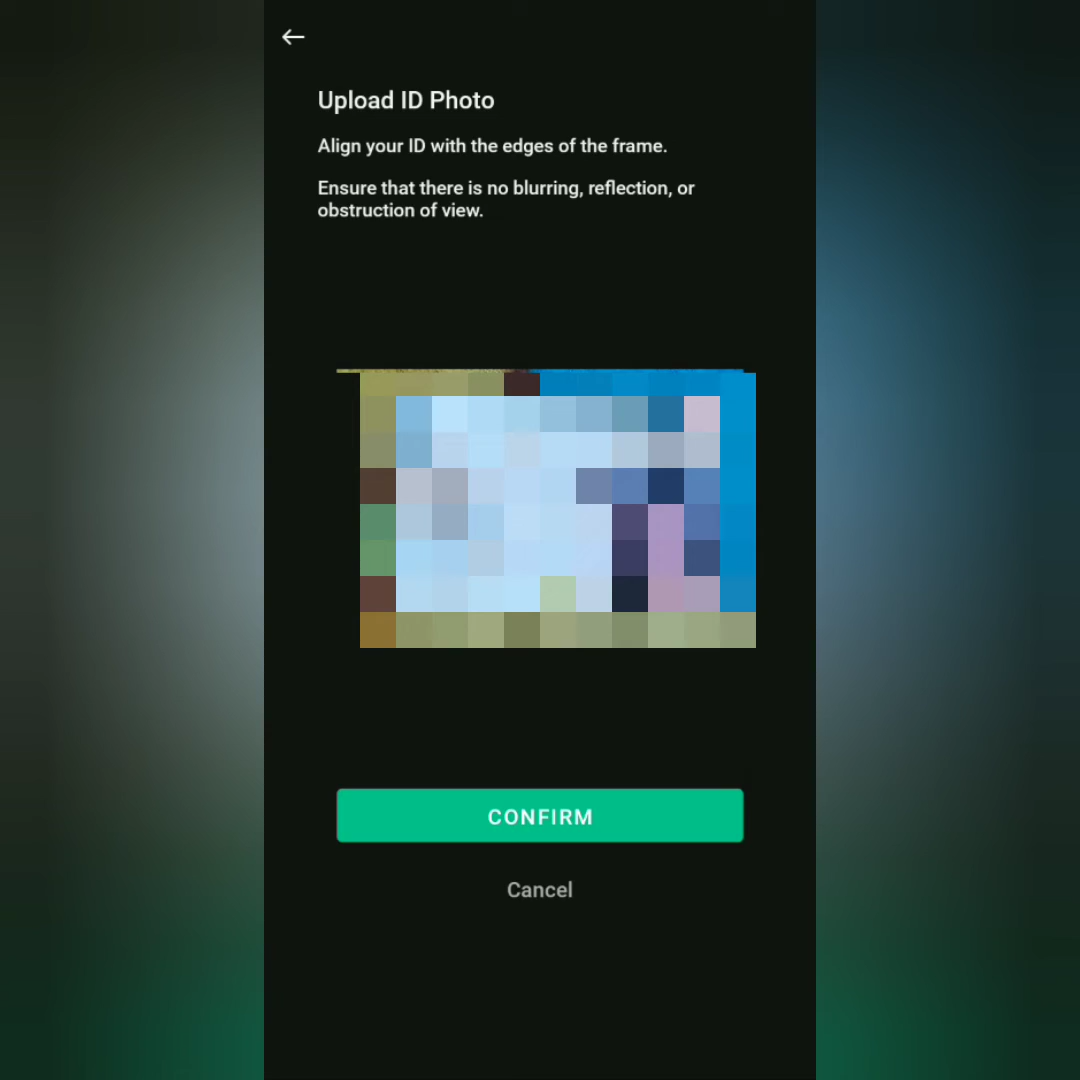 Upload ID Photo
Align your ID with the edges of the frame.
Ensure that there is no blurring, reflection, or
obstruction of view.
CONFIRM
Cancel